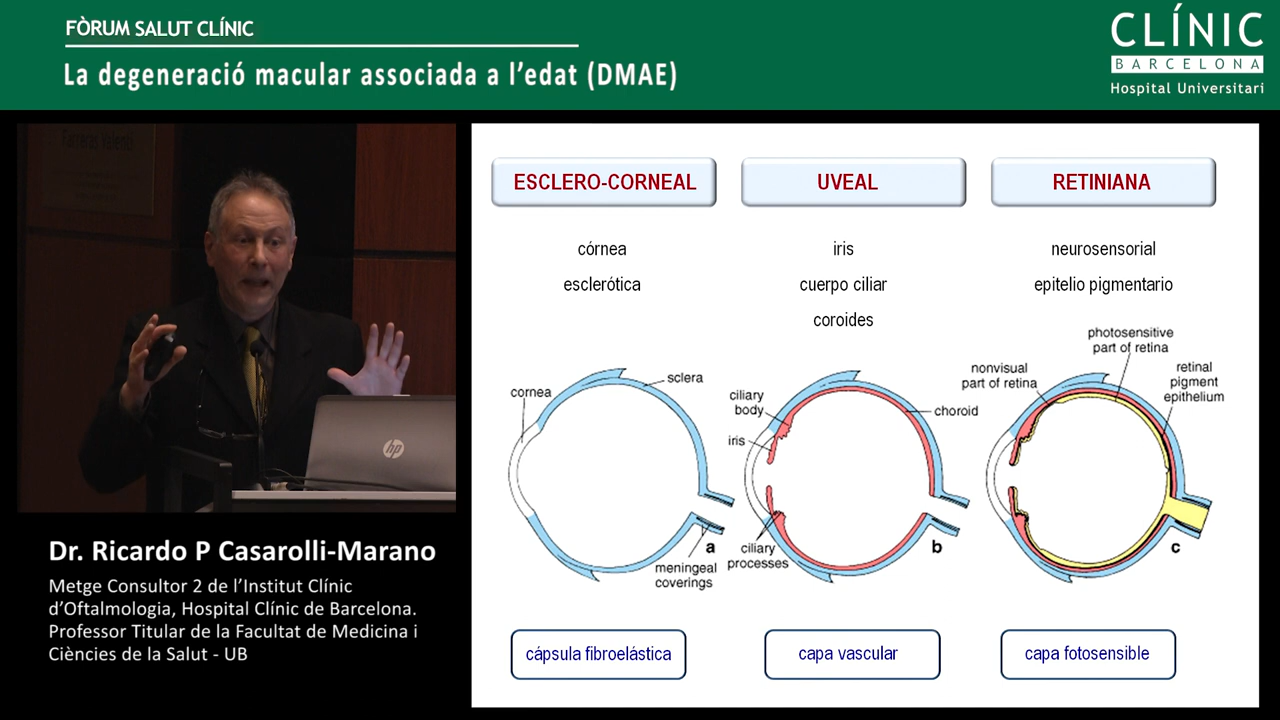 FÒRUM SALUT CLÍNIC
La degeneració macular associada a l'edat (DMAE)
CLÍNIC
BARCELONA
Hospital Universitari
Farreras Valentí
hp
Dr. Ricardo P Casarolli-Marano
Metge Consultor 2 de l'Institut Clínic
d'Oftalmologia, Hospital Clínic de Barcelona.
Professor Titular de la Facultat de Medicina i
Ciències de la Salut - UB
ESCLERO-CORNEAL
córnea
esclerótica
cornea
sclera
a
meningeal
coverings
cápsula fibroelástica
UVEAL
iris
cuerpo ciliar
coroides
ciliary
body
iris
choroid
ciliary
processes
b
capa vascular
RETINIANA
neurosensorial
epitelio pigmentario
photosensitive
part of retina
nonvisual
part of retina
retinal
pigment
epithelium
c
capa fotosensible